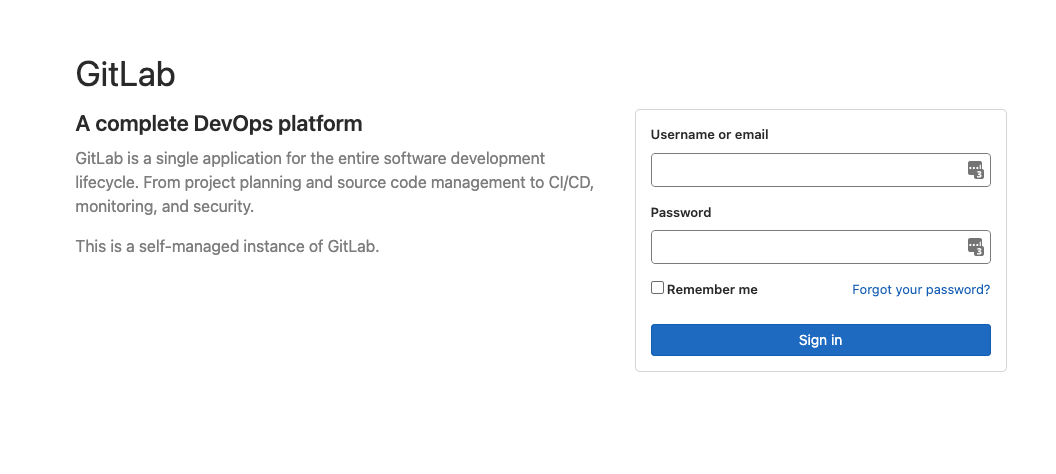 GitLab
A complete DevOps platform
GitLab is a single application for the entire software development
lifecycle. From project planning and source code management to CI/CD,
monitoring, and security.
This is a self-managed instance of GitLab.
Username or email
3
Password
3
Remember me
Forgot your password?
Sign in